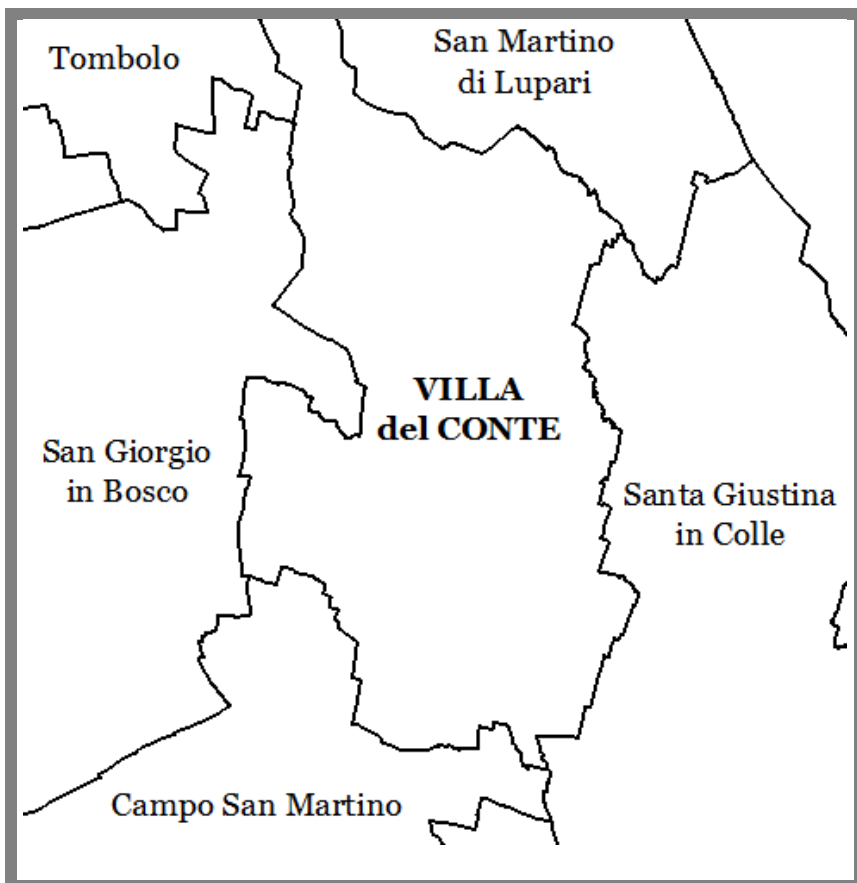 Tombolo
San Martino
di Lupari
VILLA
del CONTE
San Giorgio
in Bosco
Santa Giustina
in Colle
Campo San Martino